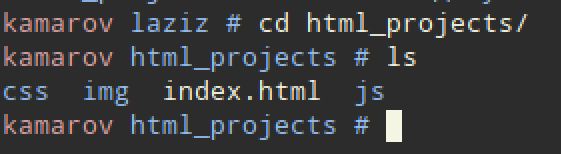 kamarov laziz # cd html_projects/
kamarov html_projects # ls
css img index.html js
kamarov html_projects #